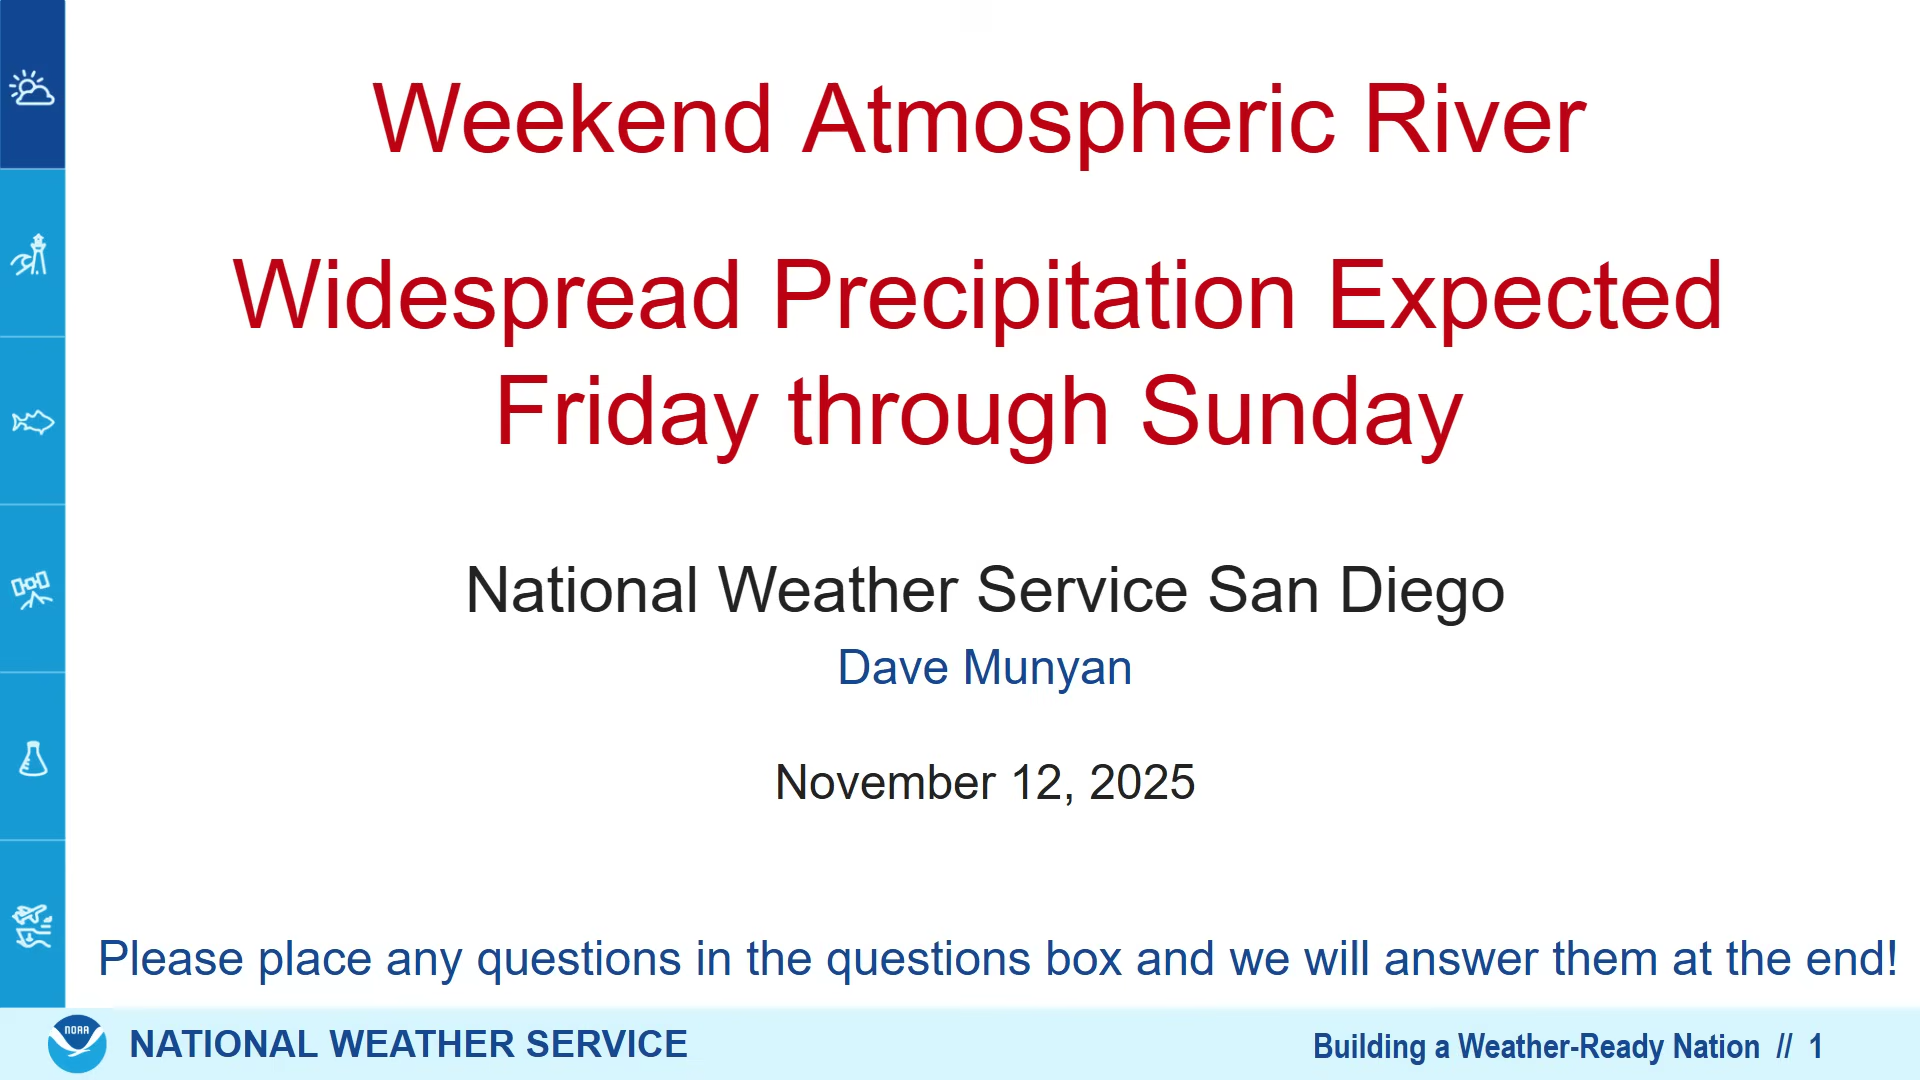 Weekend Atmospheric River
Widespread Precipitation Expected
Friday through Sunday
National Weather Service San Diego
Dave Munyan
November 12, 2025
Please place any questions in the questions box and we will answer them at the end!
NOAA
NATIONAL WEATHER SERVICE
Building a Weather-Ready Nation // 1